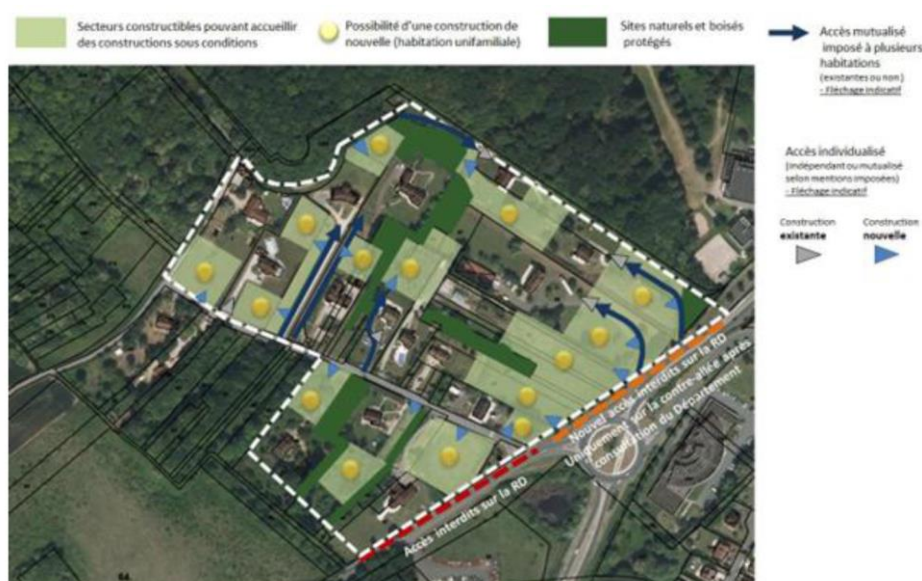 Secteurs constructibles pouvant accueillir
des constructions sous conditions
Possibilité d'une construction de
nouvelle (habitation unifamiliale)
Sites naturels et boisés
protégés
Accès mutualisé
imposé à plusieurs
habitations
(existantes ou non)
- Fléchage indicatif
Accès individualisé
(indépendant ou mutualisé
selon mentions imposées)
- Fléchage indicatif
Construction
existante
Construction
nouvelle
Nouvel accès interdits sur la RD
Uniquement sur la contre-allée après
consultation du Département
Accès interdits sur la RD